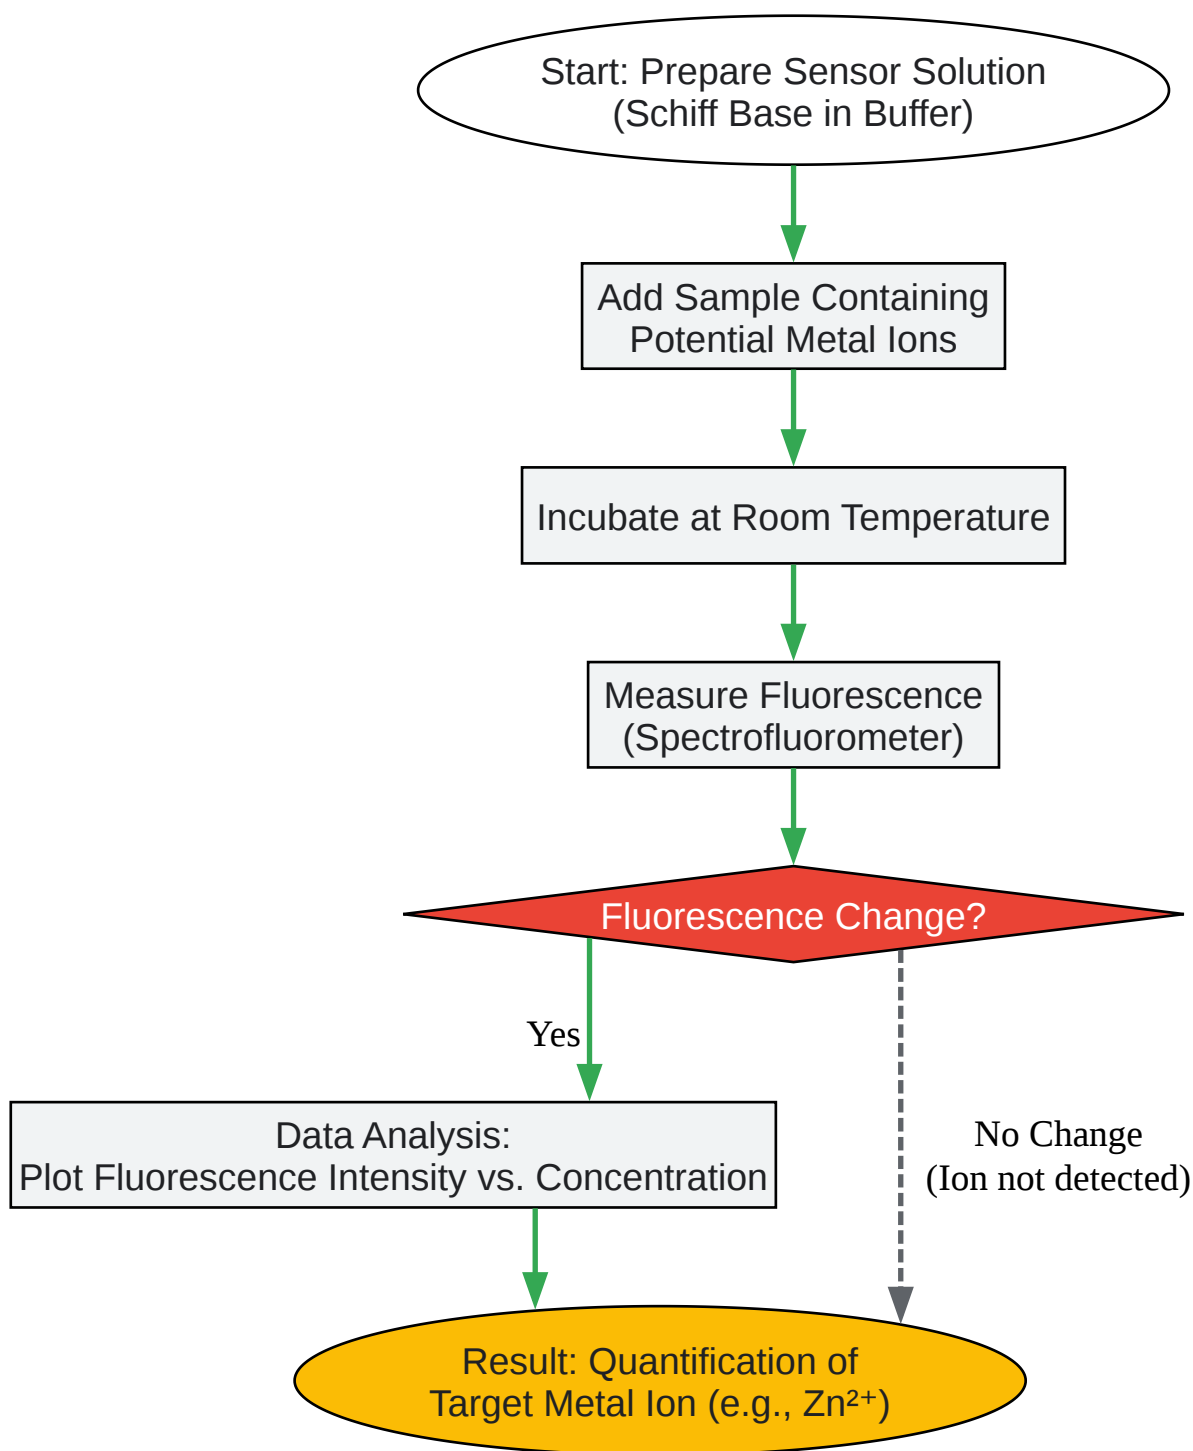 Start: Prepare Sensor Solution
(Schiff Base in Buffer)
Add Sample Containing
Potential Metal Ions
Incubate at Room Temperature
Measure Fluorescence
(Spectrofluorometer)
Fluorescence Change?
Yes
Data Analysis:
Plot Fluorescence Intensity vs. Concentration
No Change
(Ion not detected)
Result: Quantification of
Target Metal Ion (e.g., Zn²⁺)